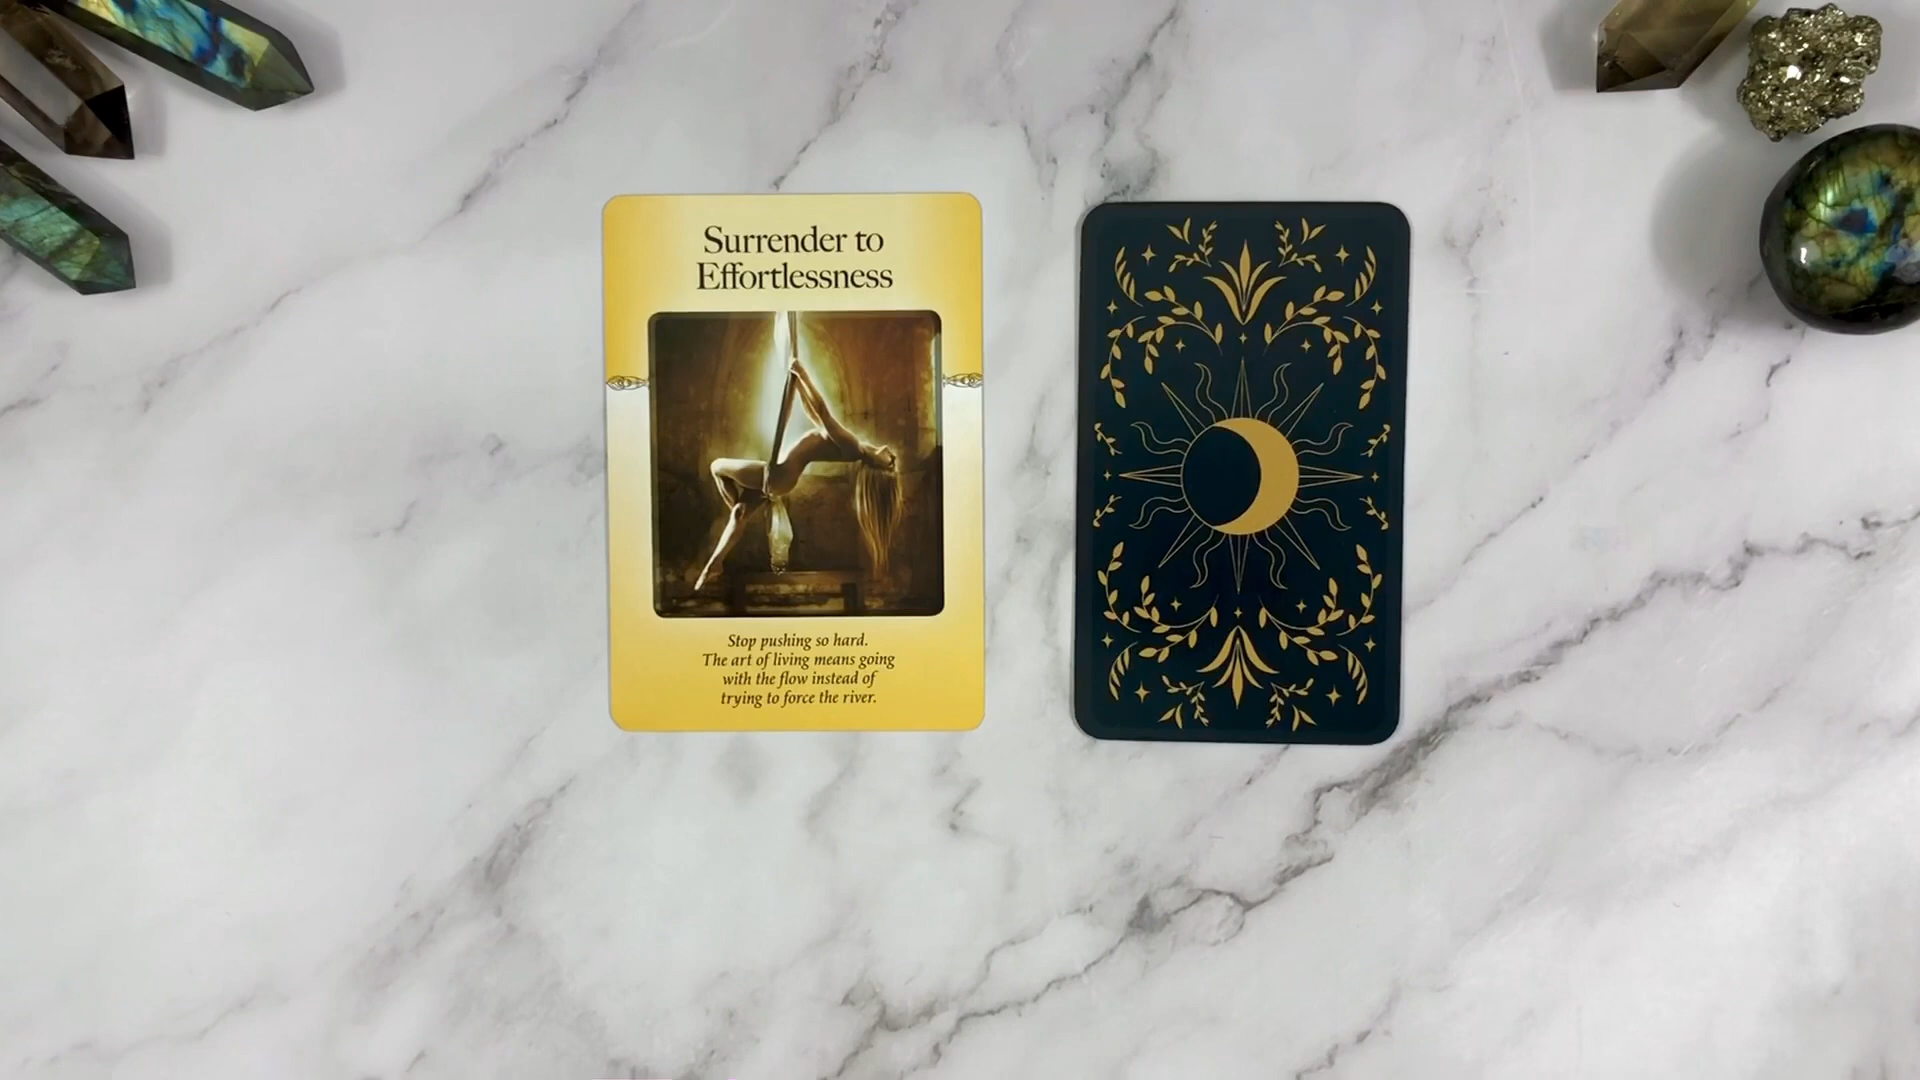 Surrender to
Effortlessness
Stop pushing so hard.
The art of living means going
with the flow instead of
trying to force the river.